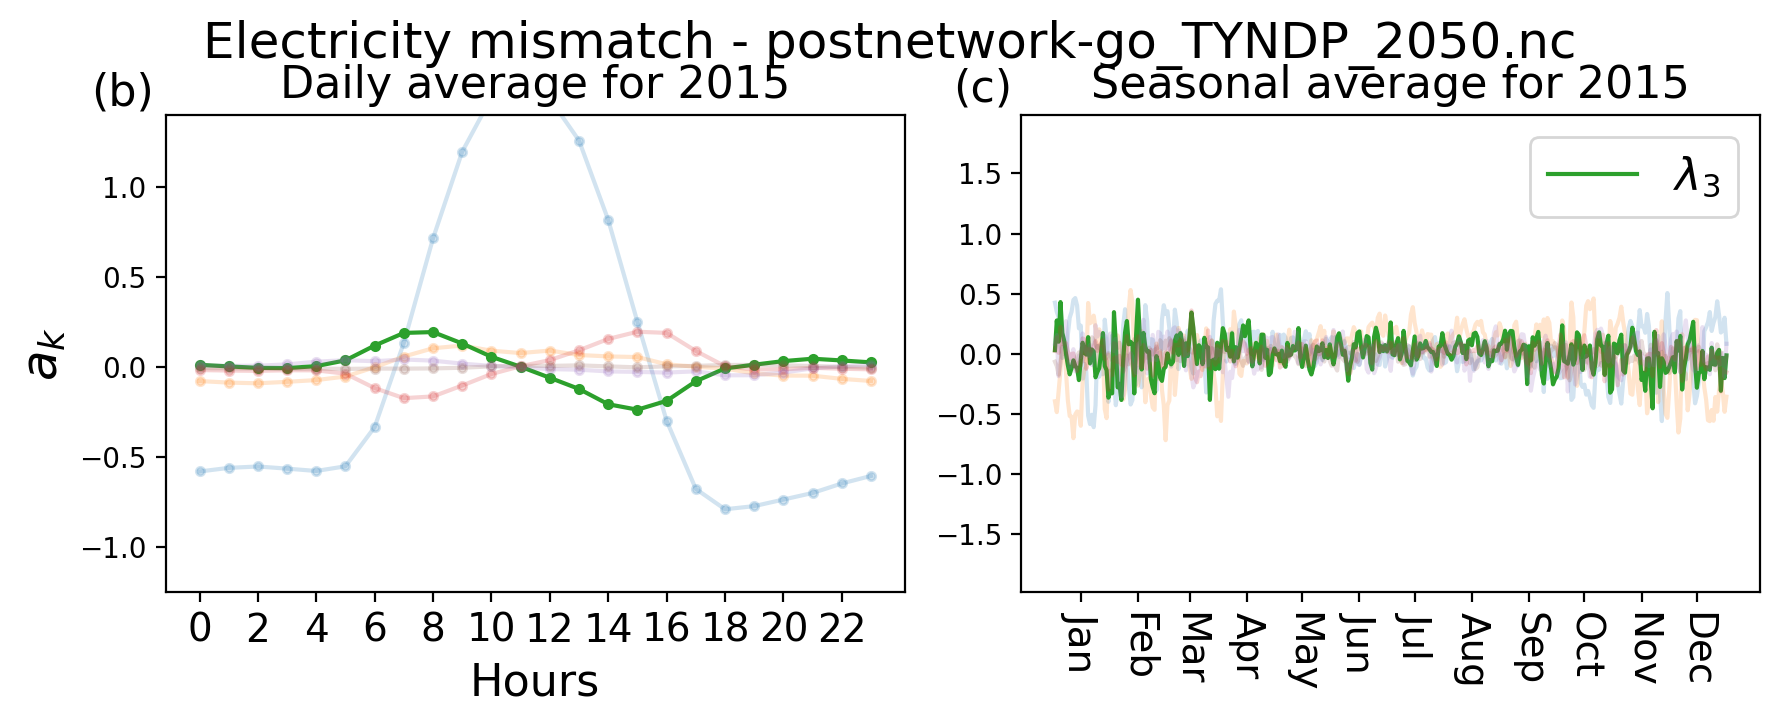 Electricity mismatch - postnetwork-go_TYNDP_2050.nc
(b) Daily average for 2015
1.0
0.5
0.0
−0.5
−1.0
a_k
0 2 4 6 8 10 12 14 16 18 20 22
Hours
(c) Seasonal average for 2015
λ_3
1.5
1.0
0.5
0.0
−0.5
−1.0
−1.5
Jan Feb Mar Apr May Jun Jul Aug Sep Oct Nov Dec